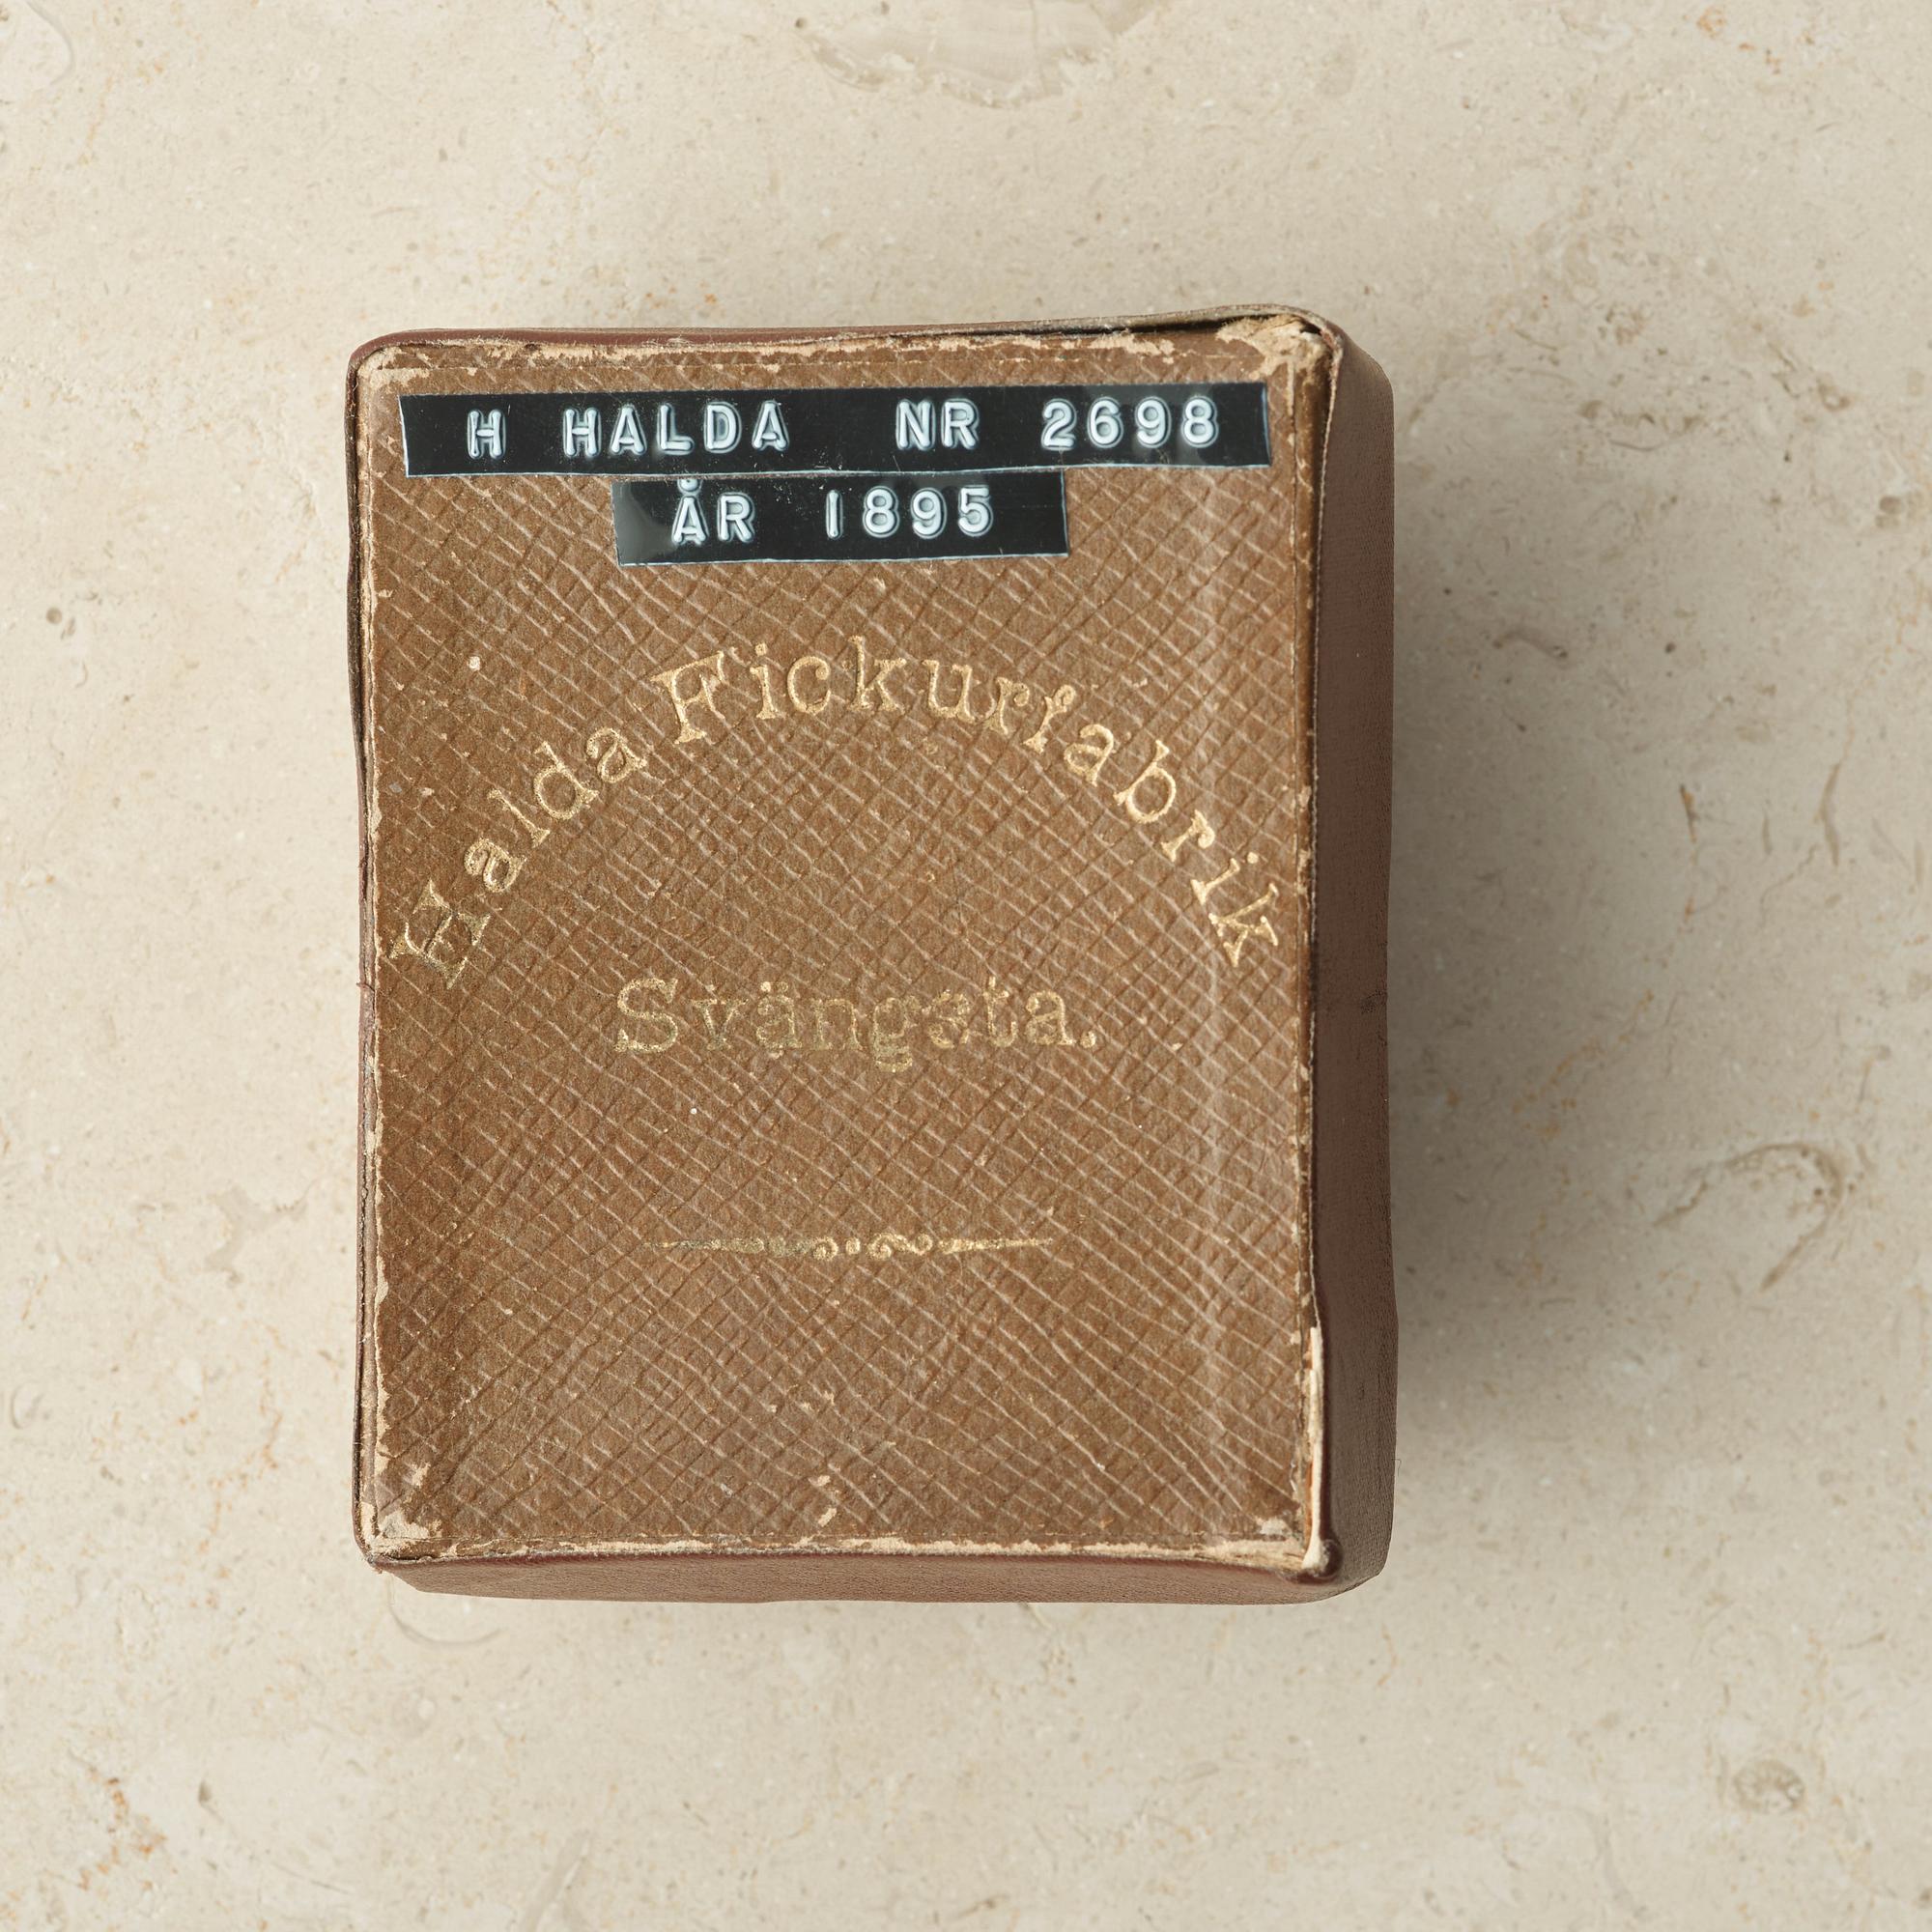 H HALDA NR 2698
ÅR 1895
Halda Fickurfabrik
Svängsta.